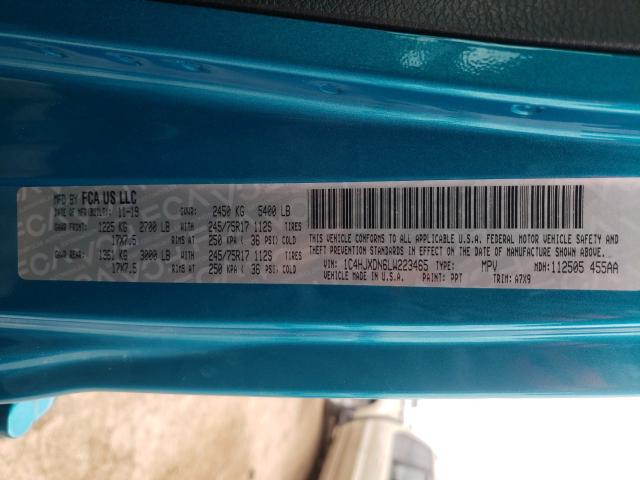 MFD BY FCA US LLC
DATE OF MFR (BUILT): 11-19 GVWR: 2450 KG 5400 LB
GAWR FRONT: 1225 KG 2700 LB WITH 245/75R17 112S TIRES
17X7.5 RIMS AT 250 KPA ( 36 PSI) COLD
GAWR REAR: 1361 KG 3000 LB WITH 245/75R17 112S TIRES
17X7.5 RIMS AT 250 KPA ( 36 PSI) COLD
THIS VEHICLE CONFORMS TO ALL APPLICABLE U.S.A. FEDERAL MOTOR VEHICLE SAFETY, BUMPER, AND
THEFT PREVENTION STANDARDS IN EFFECT ON THE DATE OF MANUFACTURE SHOWN ABOVE.
VIN: 1C4HJXDN6LW223465 TYPE: MPV MDH: 112505 455AA
VEHICLE MADE IN U.S.A. PAINT: PPT TRIM: A7X9